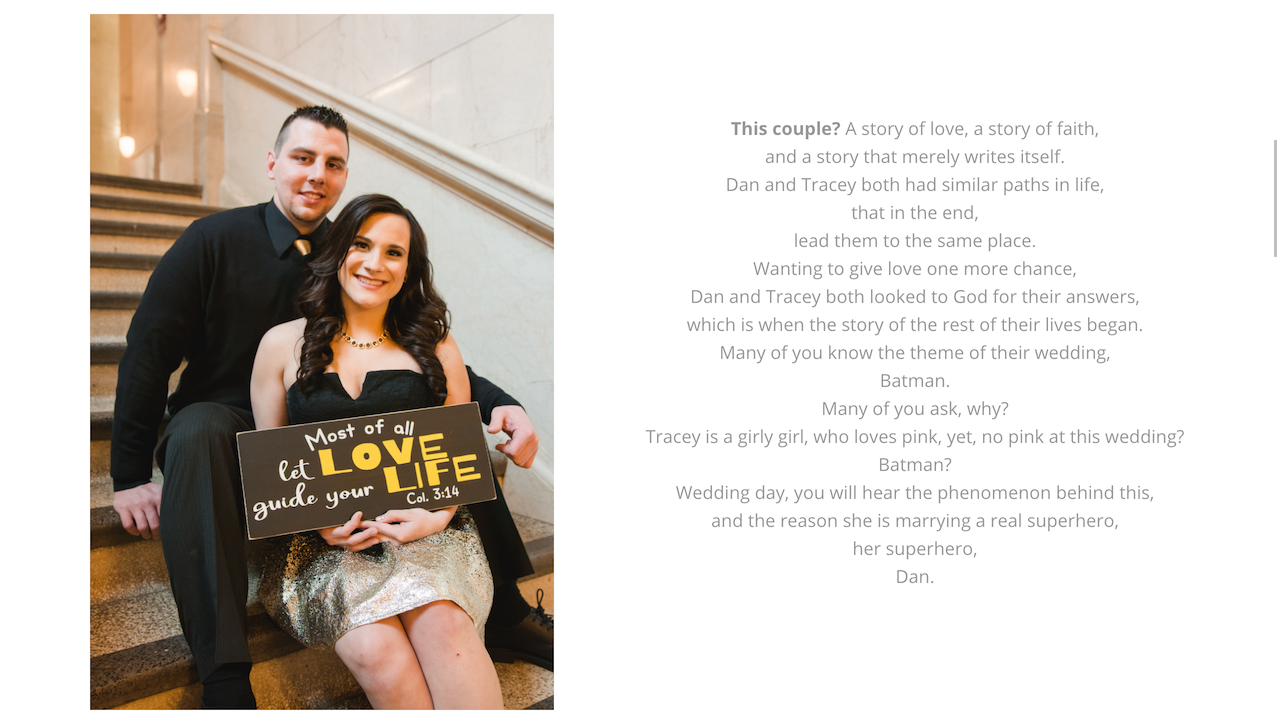 Most of all
let LOVE
guide your LIFE
Col. 3:14
This couple? A story of love, a story of faith,
and a story that merely writes itself.
Dan and Tracey both had similar paths in life,
that in the end,
lead them to the same place.
Wanting to give love one more chance,
Dan and Tracey both looked to God for their answers,
which is when the story of the rest of their lives began.
Many of you know the theme of their wedding,
Batman.
Many of you ask, why?
Tracey is a girly girl, who loves pink, yet, no pink at this wedding?
Batman?
Wedding day, you will hear the phenomenon behind this,
and the reason she is marrying a real superhero,
her superhero,
Dan.